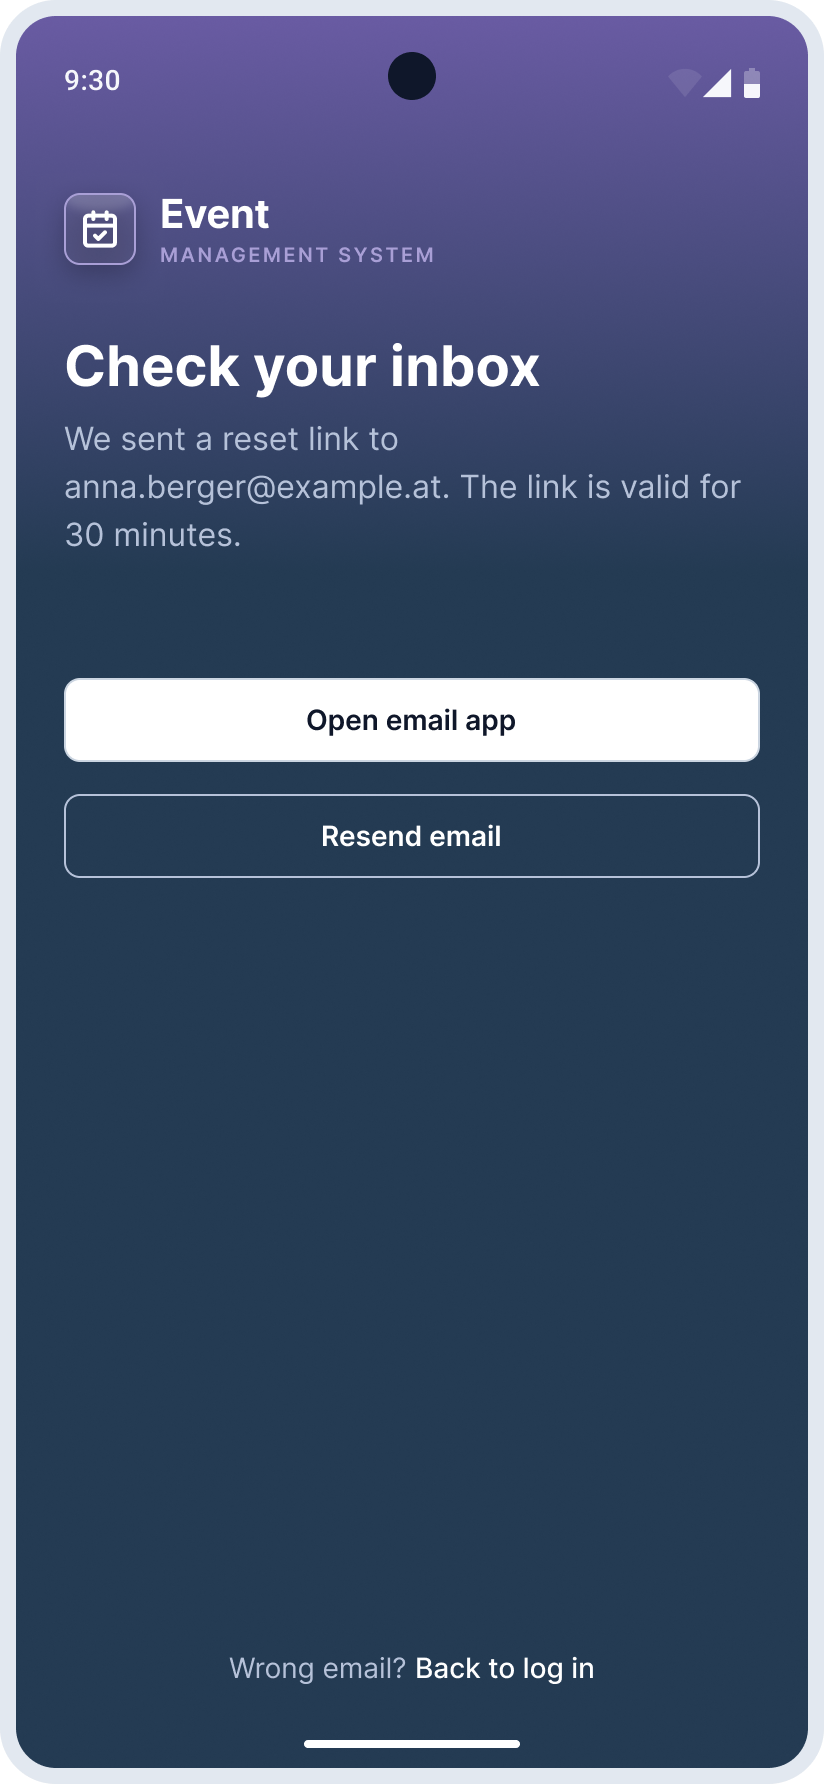 9:30
Event
MANAGEMENT SYSTEM
Check your inbox
We sent a reset link to
anna.berger@example.at. The link is valid for
30 minutes.
Open email app
Resend email
Wrong email? Back to log in